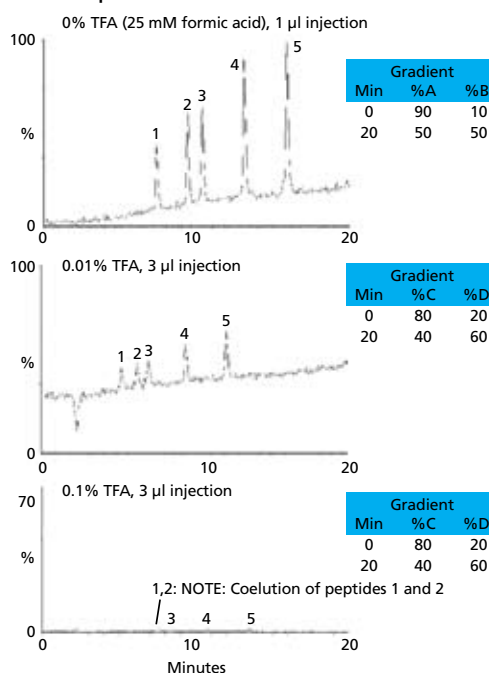 0% TFA (25 mM formic acid), 1 µl injection
100
%
0
1
2
3
4
5
0 10 20
Gradient
Min %A %B
0 90 10
20 50 50
0.01% TFA, 3 µl injection
100
%
0
1
2
3
4
5
0 10 20
Gradient
Min %C %D
0 80 20
20 40 60
0.1% TFA, 3 µl injection
70
%
0
1,2: NOTE: Coelution of peptides 1 and 2
3 4 5
0 10 20
Minutes
Gradient
Min %C %D
0 80 20
20 40 60